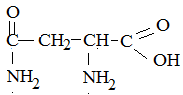 O
O
C-CH₂-CH-C
OH
NH₂ NH₂